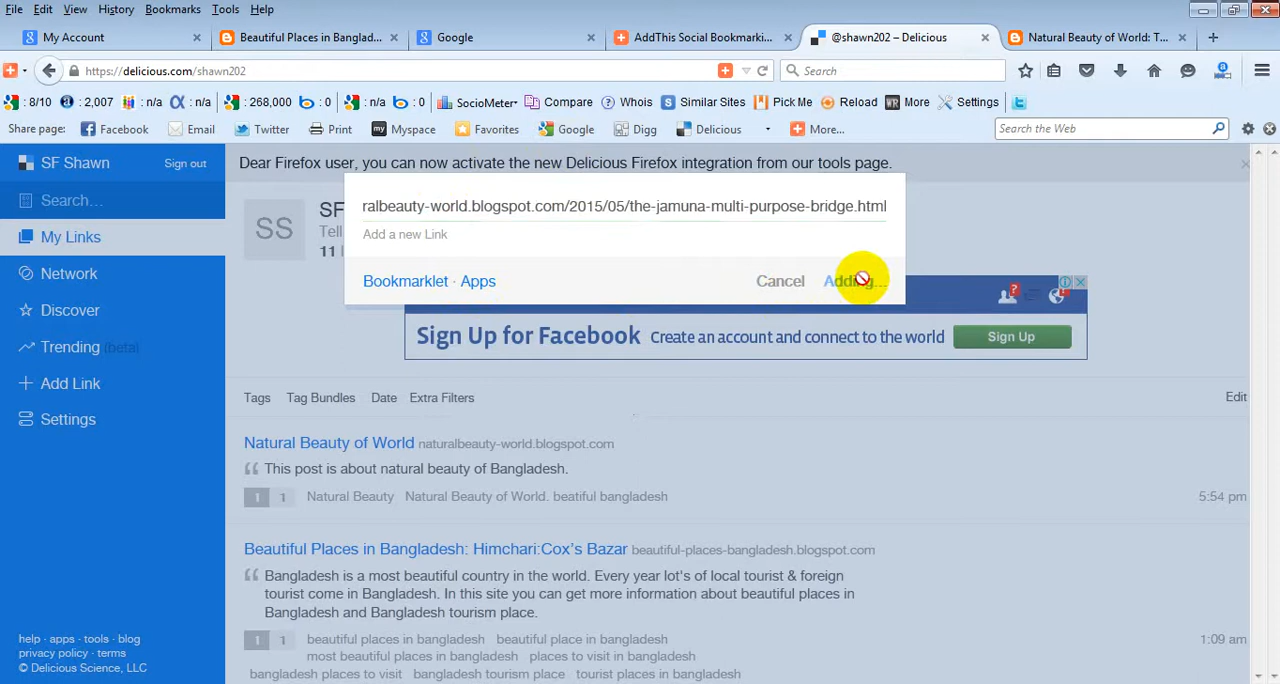 File Edit View History Bookmarks Tools Help
My Account × Beautiful Places in Banglad... × Google × AddThis Social Bookmarki... × @shawn202 – Delicious × Natural Beauty of World: T... × +
https://delicious.com/shawn202 Search
: 8/10 : 2,007 : n/a : n/a : 268,000 : 0 : n/a : 0 SocioMeter Compare Whois Similar Sites Pick Me Reload More Settings
Share page: Facebook Email Twitter Print Myspace Favorites Google Digg Delicious More... Search the Web
SF Shawn Sign out
Dear Firefox user, you can now activate the new Delicious Firefox integration from our tools page.
Search...
My Links
Network
Discover
Trending (beta)
Add Link
Settings
SS
SF
Tell
11
ralbeauty-world.blogspot.com/2015/05/the-jamuna-multi-purpose-bridge.html
Add a new Link
Bookmarklet · Apps Cancel Adding...
Sign Up for Facebook Create an account and connect to the world Sign Up
Tags Tag Bundles Date Extra Filters Edit
Natural Beauty of World naturalbeauty-world.blogspot.com
This post is about natural beauty of Bangladesh.
1 1 Natural Beauty Natural Beauty of World. beatiful bangladesh 5:54 pm
Beautiful Places in Bangladesh: Himchari:Cox's Bazar beautiful-places-bangladesh.blogspot.com
Bangladesh is a most beautiful country in the world. Every year lot's of local tourist & foreign
tourist come in Bangladesh. In this site you can get more information about beautiful places in
Bangladesh and Bangladesh tourism place.
1 1 beautiful places in bangladesh beautiful place in bangladesh 1:09 am
most beautiful places in bangladesh places to visit in bangladesh
bangladesh places to visit bangladesh tourism place tourist places in bangladesh
help · apps · tools · blog
privacy policy · terms
© Delicious Science, LLC